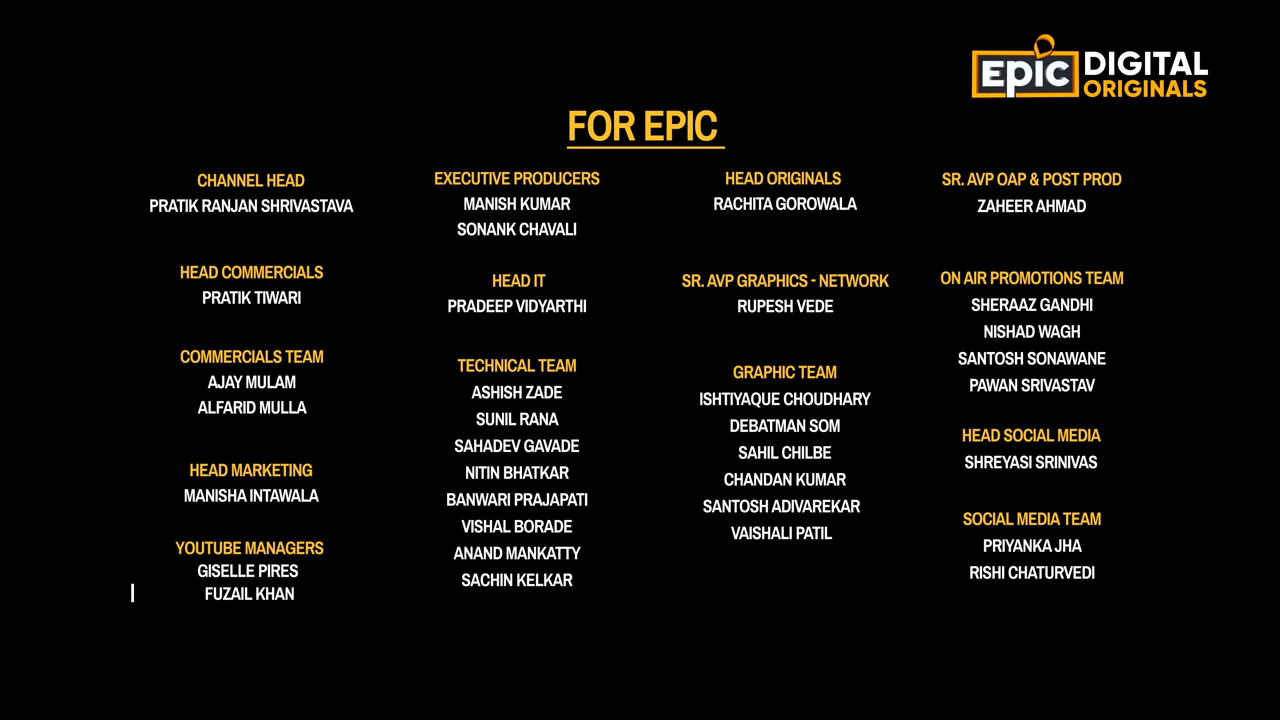 EPIC DIGITAL
ORIGINALS
FOR EPIC
CHANNEL HEAD
PRATIK RANJAN SHRIVASTAVA
HEAD COMMERCIALS
PRATIK TIWARI
COMMERCIALS TEAM
AJAY MULAM
ALFARID MULLA
HEAD MARKETING
MANISHA INTAWALA
YOUTUBE MANAGERS
GISELLE PIRES
FUZAIL KHAN
EXECUTIVE PRODUCERS
MANISH KUMAR
SONANK CHAVALI
HEAD IT
PRADEEP VIDYARTHI
TECHNICAL TEAM
ASHISH ZADE
SUNIL RANA
SAHADEV GAVADE
NITIN BHATKAR
BANWARI PRAJAPATI
VISHAL BORADE
ANAND MANKATTY
SACHIN KELKAR
HEAD ORIGINALS
RACHITA GOROWALA
SR. AVP GRAPHICS - NETWORK
RUPESH VEDE
GRAPHIC TEAM
ISHTIYAQUE CHOUDHARY
DEBATMAN SOM
SAHIL CHILBE
CHANDAN KUMAR
SANTOSH ADIVAREKAR
VAISHALI PATIL
SR. AVP OAP & POST PROD
ZAHEER AHMAD
ON AIR PROMOTIONS TEAM
SHERAAZ GANDHI
NISHAD WAGH
SANTOSH SONAWANE
PAWAN SRIVASTAV
HEAD SOCIAL MEDIA
SHREYASI SRINIVAS
SOCIAL MEDIA TEAM
PRIYANKA JHA
RISHI CHATURVEDI